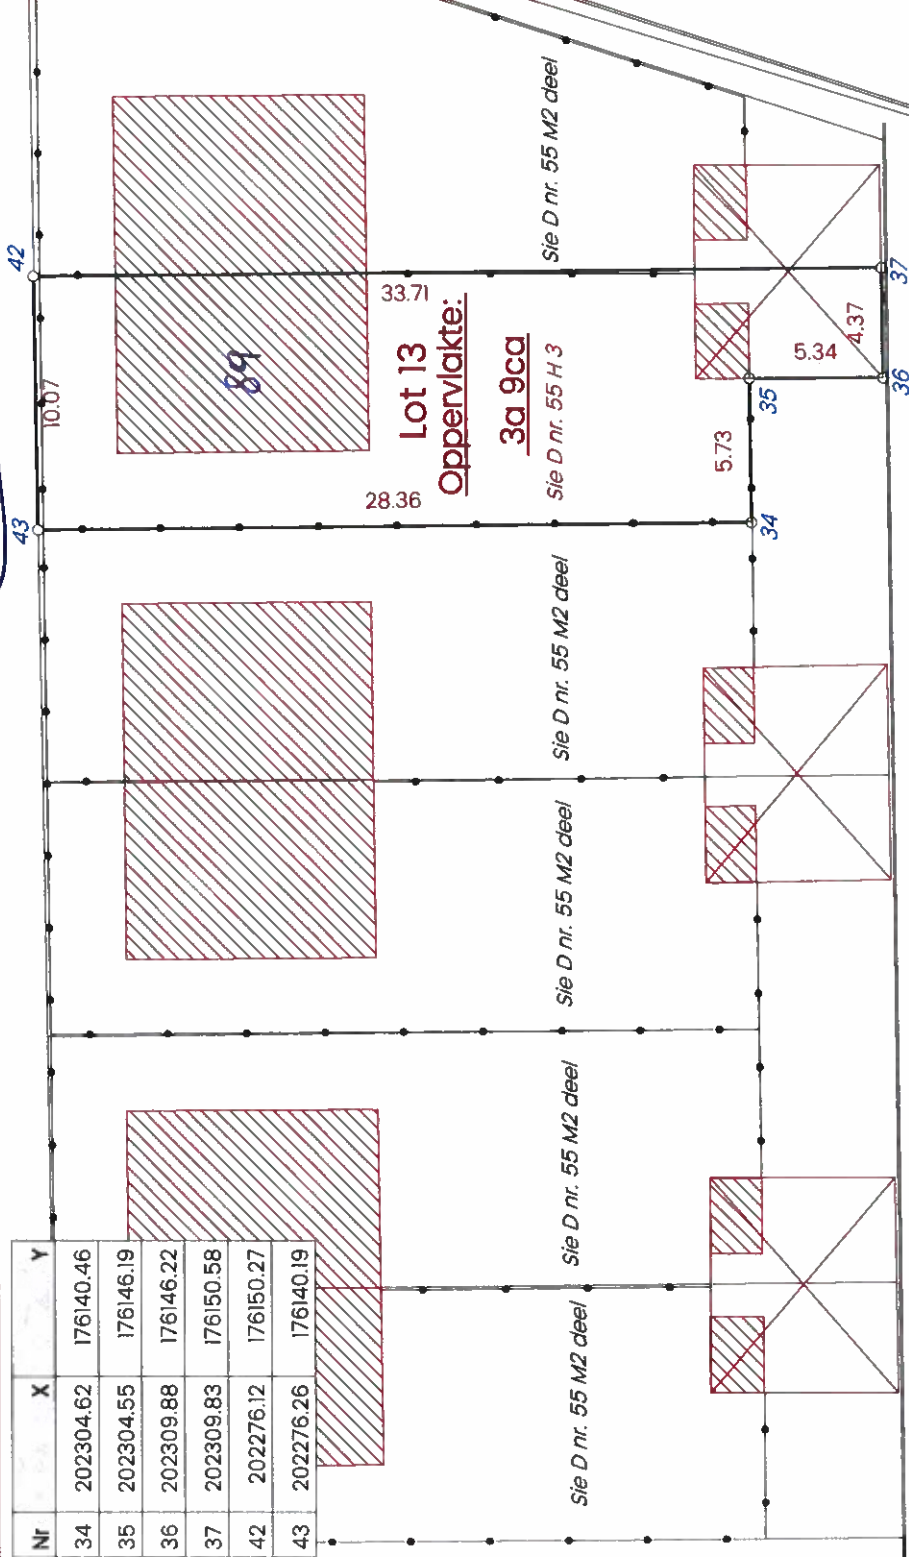 Nr X Y
34 202304.62 176140.46
35 202304.55 176146.19
36 202309.88 176146.22
37 202309.83 176150.58
42 202276.12 176150.27
43 202276.26 176140.19
43
42
10.07
89
28.36
33.71
Lot 13
Oppervlakte:
3a 9ca
Sie D nr. 55 H 3
5.73
5.34
4.37
34
35
36
37
Sie D nr. 55 M2 deel
Sie D nr. 55 M2 deel
Sie D nr. 55 M2 deel
Sie D nr. 55 M2 deel
Sie D nr. 55 M2 deel